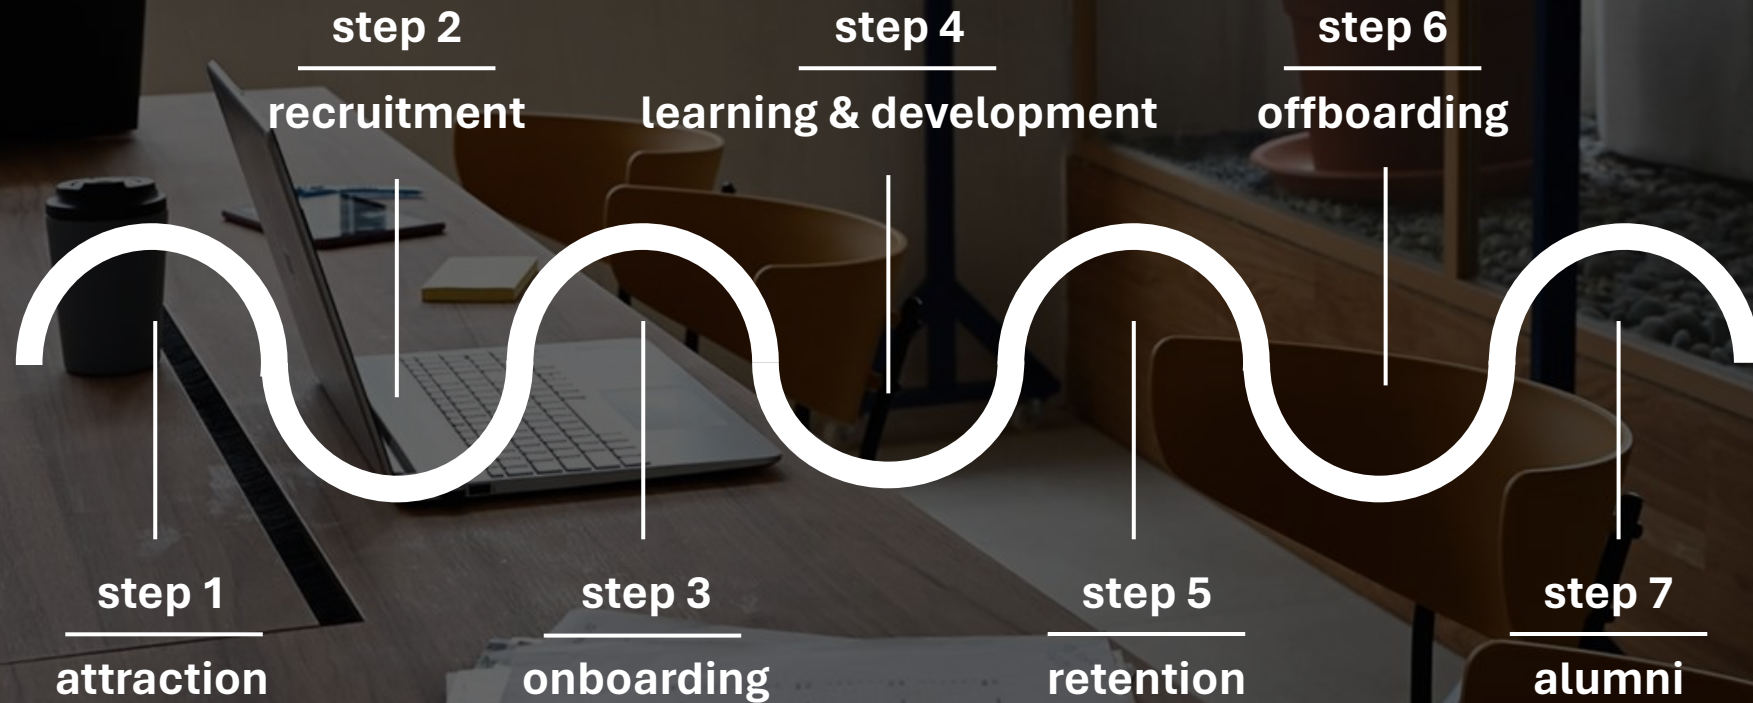 step 1
attraction
step 2
recruitment
step 3
onboarding
step 4
learning & development
step 5
retention
step 6
offboarding
step 7
alumni